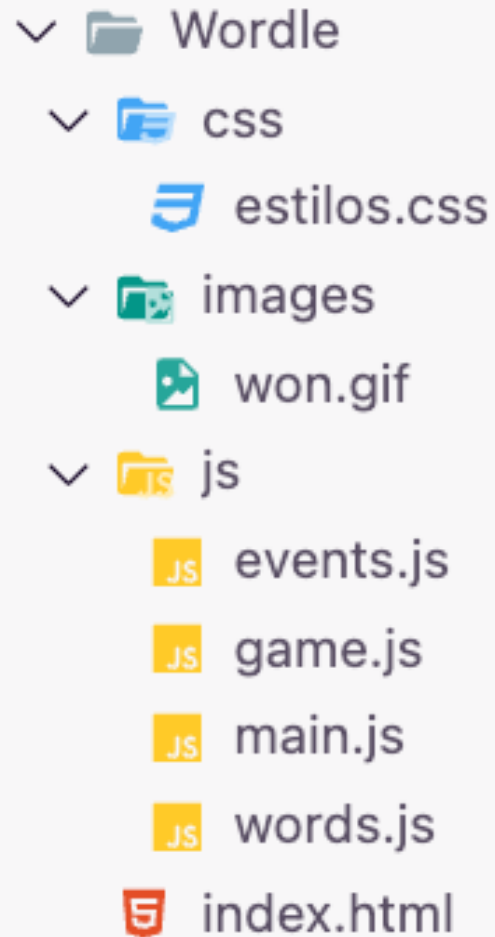 Wordle
css
estilos.css
images
won.gif
js
events.js
game.js
main.js
words.js
index.html